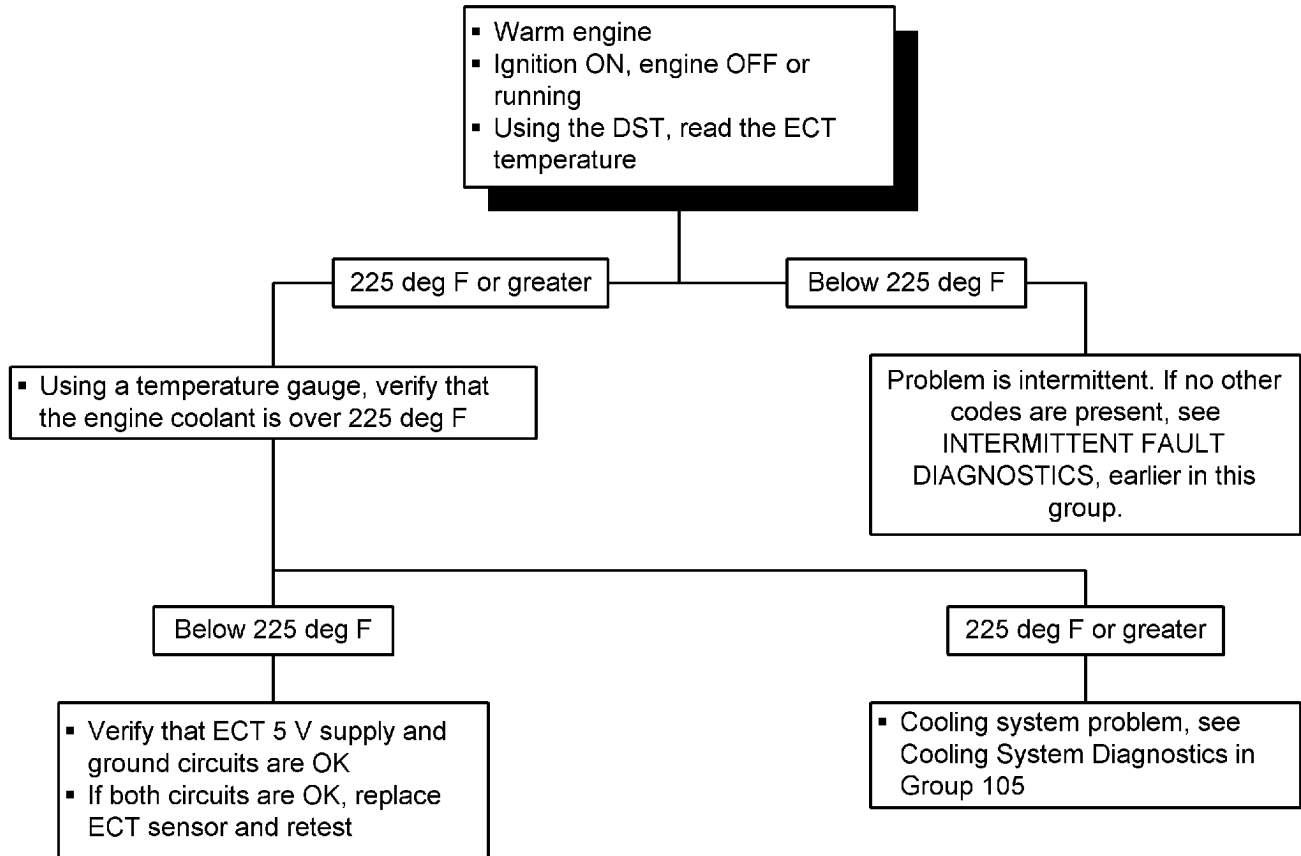 ▪ Warm engine
▪ Ignition ON, engine OFF or
running
▪ Using the DST, read the ECT
temperature
225 deg F or greater
Below 225 deg F
▪ Using a temperature gauge, verify that
the engine coolant is over 225 deg F
Problem is intermittent. If no other
codes are present, see
INTERMITTENT FAULT
DIAGNOSTICS, earlier in this
group.
Below 225 deg F
225 deg F or greater
▪ Verify that ECT 5 V supply and
ground circuits are OK
▪ If both circuits are OK, replace
ECT sensor and retest
▪ Cooling system problem, see
Cooling System Diagnostics in
Group 105